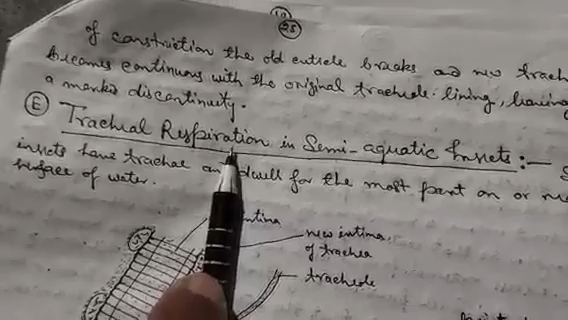 25
of constriction the old cuticle breaks and new trach
becomes continuous with the original tracheole lining, leaving
a marked discontinuity.
(E) Tracheal Respiration in Semi-aquatic Insects :—
insects have tracheae and dwell for the most part on or
surface of water.
intima
new intima
of trachea
tracheole